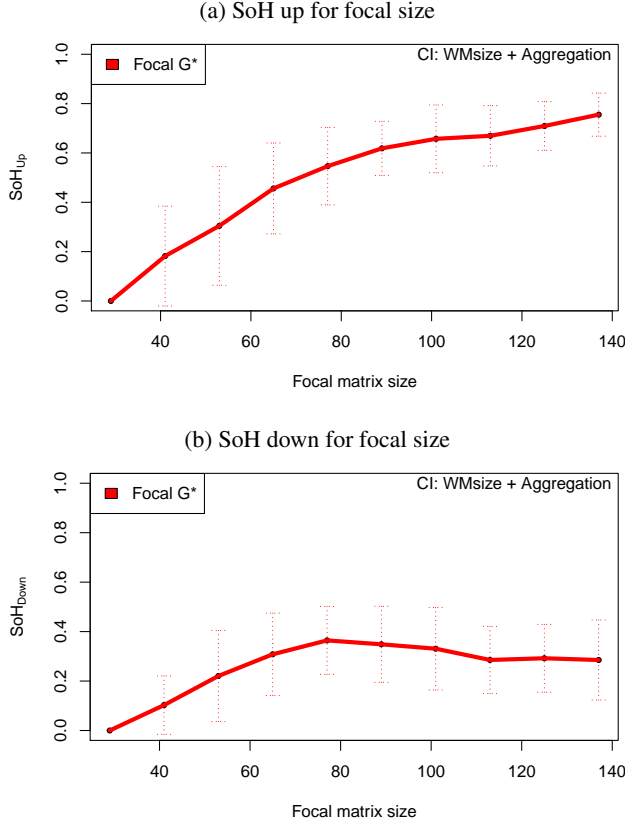 (a) SoH up for focal size
Focal G*
CI: WMsize + Aggregation
SoH_Up
1.0
0.8
0.6
0.4
0.2
0.0
40 60 80 100 120 140
Focal matrix size
(b) SoH down for focal size
Focal G*
CI: WMsize + Aggregation
SoH_Down
1.0
0.8
0.6
0.4
0.2
0.0
40 60 80 100 120 140
Focal matrix size